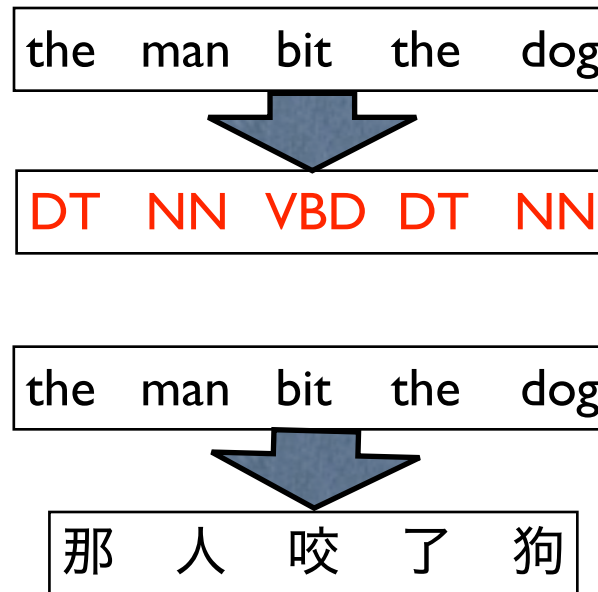 the man bit the dog
DT NN VBD DT NN
the man bit the dog
那 人 咬 了 狗